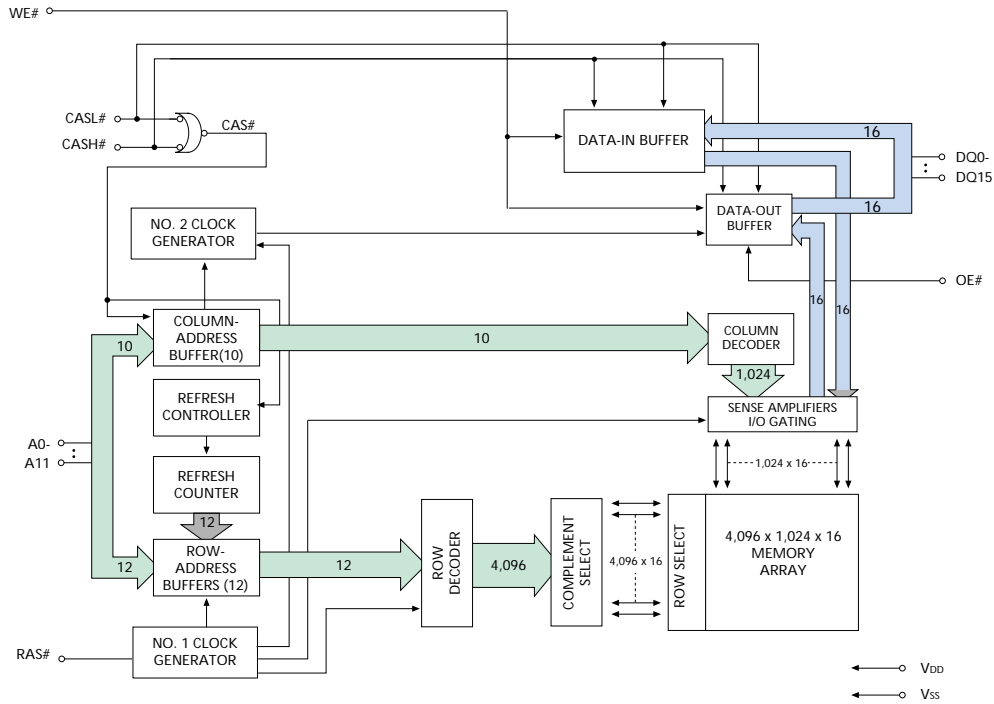 WE#
CASL#
CASH#
CAS#
DATA-IN BUFFER
16
16
DQ0-
:
DQ15
DATA-OUT
BUFFER
NO. 2 CLOCK
GENERATOR
OE#
16
16
COLUMN-
ADDRESS
BUFFER(10)
10
10
COLUMN
DECODER
1,024
REFRESH
CONTROLLER
SENSE AMPLIFIERS
I/O GATING
A0-
:
A11
1,024 x 16
REFRESH
COUNTER
12
ROW-
ADDRESS
BUFFERS (12)
12
12
ROW
DECODER
4,096
COMPLEMENT
SELECT
4,096 x 16
ROW SELECT
4,096 x 1,024 x 16
MEMORY
ARRAY
RAS#
NO. 1 CLOCK
GENERATOR
VDD
VSS